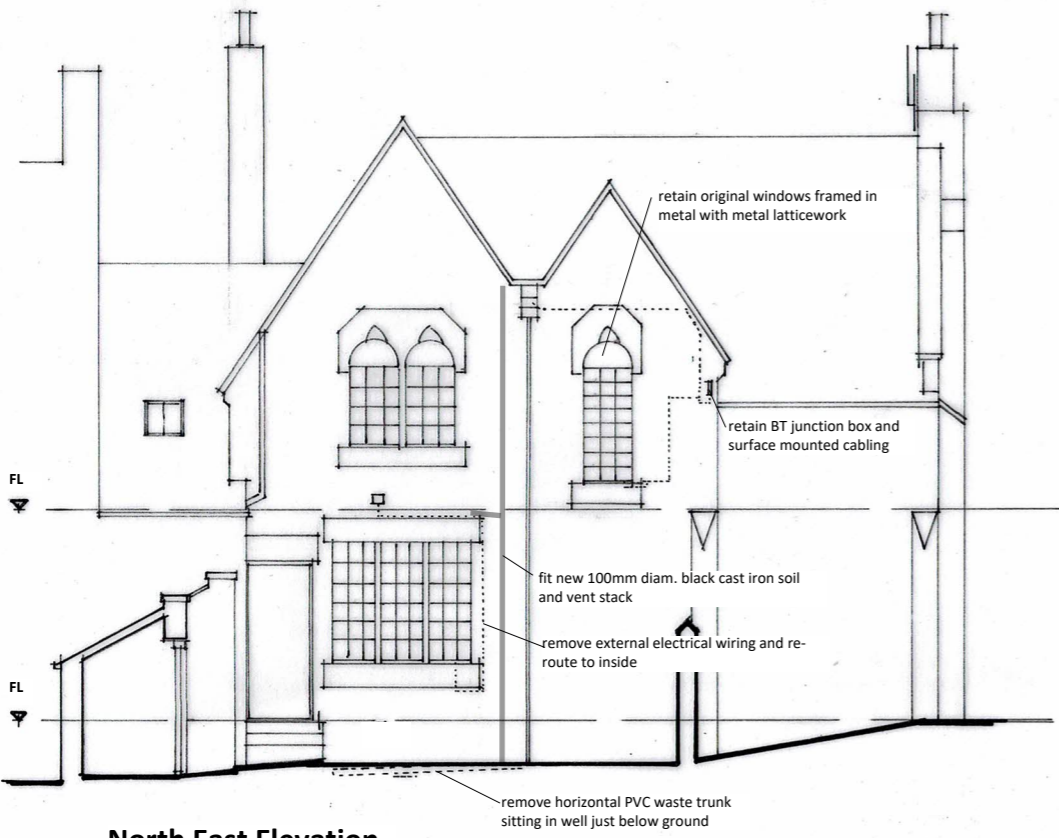 retain original windows framed in
metal with metal latticework
retain BT junction box and
surface mounted cabling
FL
fit new 100mm diam. black cast iron soil
and vent stack
remove external electrical wiring and re-
route to inside
FL
remove horizontal PVC waste trunk
sitting in well just below ground
North East Elevation